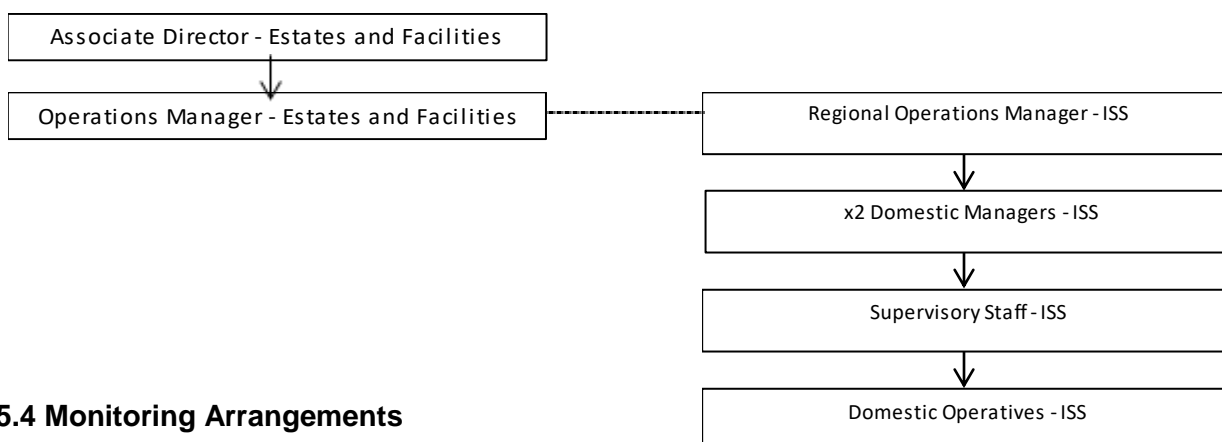 Associate Director - Estates and Facilities
Operations Manager - Estates and Facilities
Regional Operations Manager - ISS
x2 Domestic Managers - ISS
Supervisory Staff - ISS
Domestic Operatives - ISS
5.4 Monitoring Arrangements